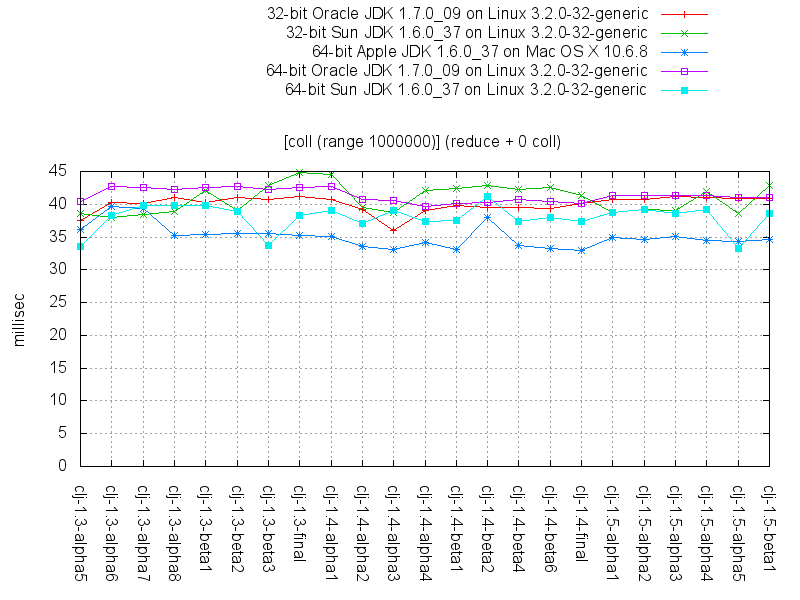 32-bit Oracle JDK 1.7.0_09 on Linux 3.2.0-32-generic
32-bit Sun JDK 1.6.0_37 on Linux 3.2.0-32-generic
64-bit Apple JDK 1.6.0_37 on Mac OS X 10.6.8
64-bit Oracle JDK 1.7.0_09 on Linux 3.2.0-32-generic
64-bit Sun JDK 1.6.0_37 on Linux 3.2.0-32-generic
[coll (range 1000000)] (reduce + 0 coll)
45
40
35
30
25
20
15
10
5
0
millisec
clj-1.3-alpha5
clj-1.3-alpha6
clj-1.3-alpha7
clj-1.3-alpha8
clj-1.3-beta1
clj-1.3-beta2
clj-1.3-beta3
clj-1.3-final
clj-1.4-alpha1
clj-1.4-alpha2
clj-1.4-alpha3
clj-1.4-alpha4
clj-1.4-beta1
clj-1.4-beta2
clj-1.4-beta4
clj-1.4-beta6
clj-1.4-final
clj-1.5-alpha1
clj-1.5-alpha2
clj-1.5-alpha3
clj-1.5-alpha4
clj-1.5-alpha5
clj-1.5-beta1